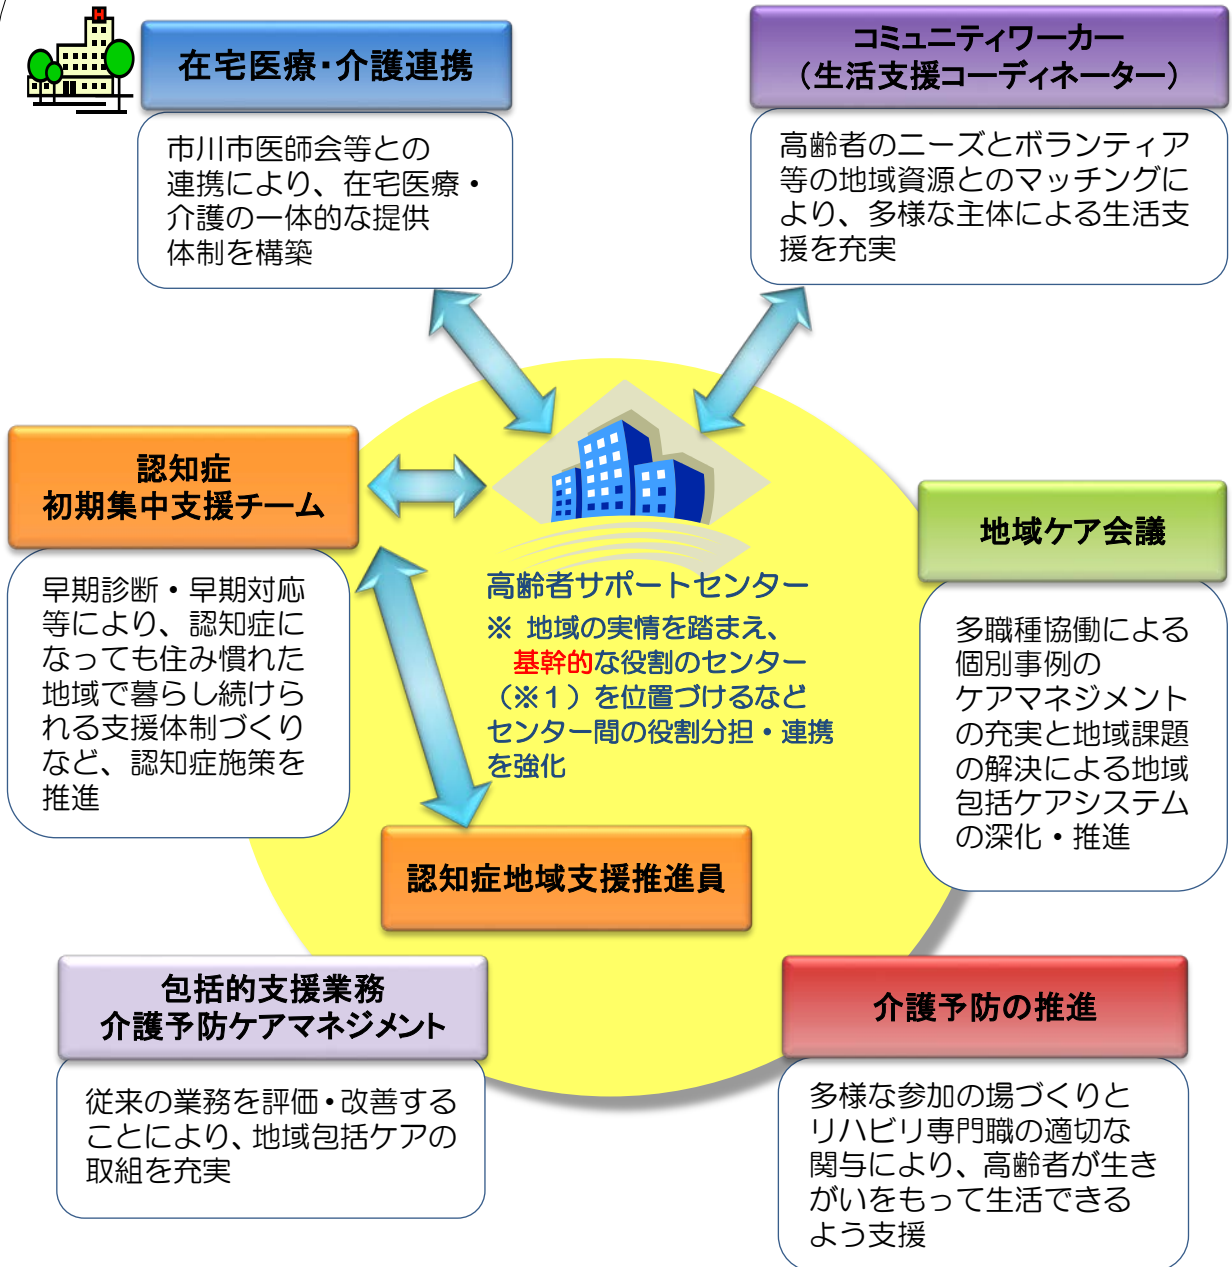 H
在宅医療・介護連携
市川市医師会等との
連携により、在宅医療・
介護の一体的な提供
体制を構築
コミュニティワーカー
（生活支援コーディネーター）
高齢者のニーズとボランティア
等の地域資源とのマッチングに
より、多様な主体による生活支
援を充実
認知症
初期集中支援チーム
早期診断・早期対応
等により、認知症に
なっても住み慣れた
地域で暮らし続けら
れる支援体制づくり
など、認知症施策を
推進
高齢者サポートセンター
※ 地域の実情を踏まえ、
基幹的な役割のセンター
（※１）を位置づけるなど
センター間の役割分担・連携
を強化
地域ケア会議
多職種協働による
個別事例の
ケアマネジメント
の充実と地域課題
の解決による地域
包括ケアシステム
の深化・推進
認知症地域支援推進員
包括的支援業務
介護予防ケアマネジメント
従来の業務を評価・改善する
ことにより、地域包括ケアの
取組を充実
介護予防の推進
多様な参加の場づくりと
リハビリ専門職の適切な
関与により、高齢者が生き
がいをもって生活できる
よう支援